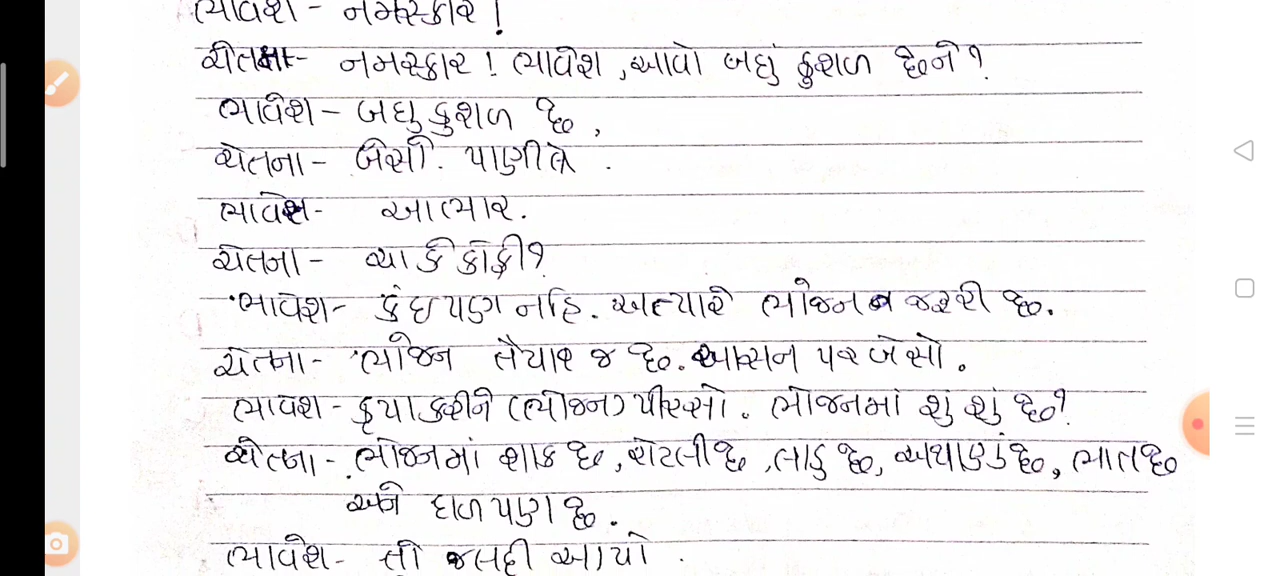 ભાવેશ - નમસ્કાર !
ચેતના - નમસ્કાર ! ભાવેશ , આવો બધું કુશળ છેને ?
ભાવેશ - બધુ કુશળ છે ,
ચેતના - બેસો. પાણી લે .
ભાવેશ - આભાર.
ચેતના - ચા કે કોફી ?
ભાવેશ - કંઇ પણ નહિ. અત્યારે ભોજન જ જરૂરી છે.
ચેતના - ભોજન તૈયાર જ છે. આસન પર બેસો .
ભાવેશ - કૃપા કરીને (ભોજન) પીરસો . ભોજનમાં શું શું છે ?
ચેતના - ભોજનમાં શાક છે , રોટલી છે , લાડુ છે, અથાણું છે, ભાત છે
અને દાળ પણ છે .
ભાવેશ - તો જલદી આપો .